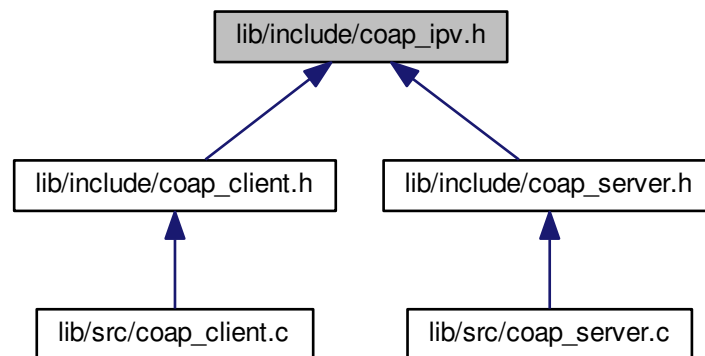 lib/include/coap_ipv.h
lib/include/coap_client.h
lib/include/coap_server.h
lib/src/coap_client.c
lib/src/coap_server.c